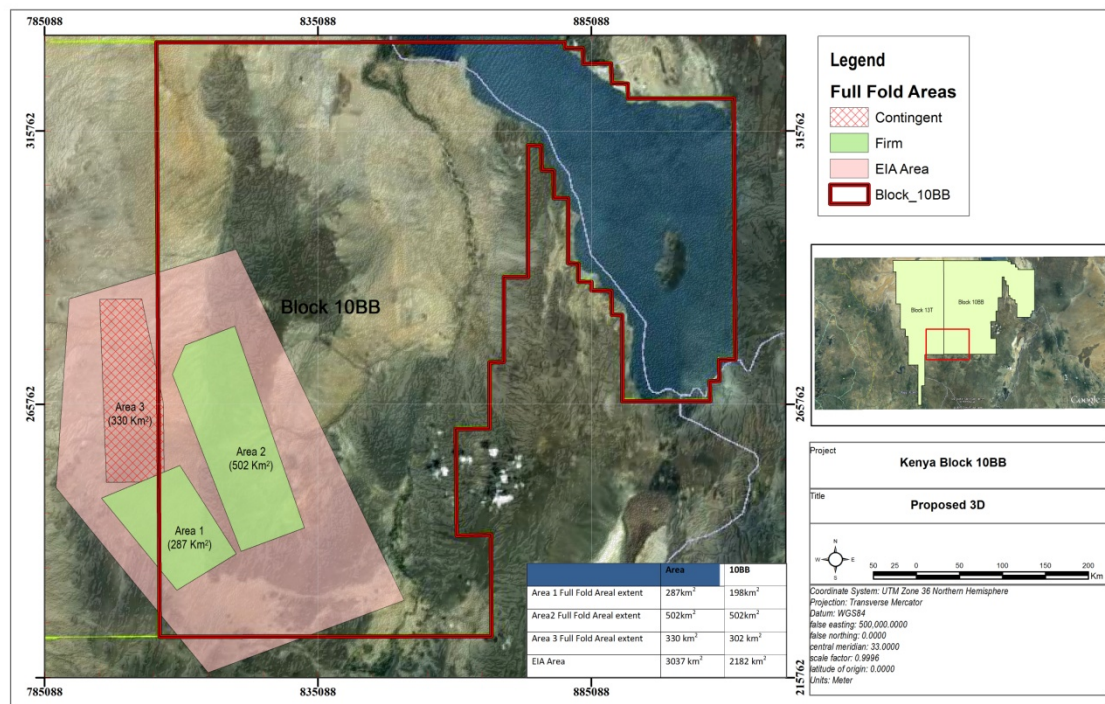 785088
835088
885088
315762
315762
265762
265762
215762
785088
835088
885088
Block 10BB
Area 3
(330 Km²)
Area 2
(502 Km²)
Area 1
(287 Km²)
Area 10BB
Area 1 Full Fold Areal extent 287km² 198km²
Area2 Full Fold Areal extent 502km² 502km²
Area 3 Full Fold Areal extent 330 km² 302 km²
EIA Area 3037 km² 2182 km²
Legend
Full Fold Areas
Contingent
Firm
EIA Area
Block_10BB
Block 13T
Block 10BB
Google
Project
Kenya Block 10BB
Title
Proposed 3D
N
W E
S
50 25 0 50 100 150 200
Km
Coordinate System: UTM Zone 36 Northern Hemisphere
Projection: Transverse Mercator
Datum: WGS84
false easting: 500,000.0000
false northing: 0.0000
central meridian: 33.0000
scale factor: 0.9996
latitude of origin: 0.0000
Units: Meter